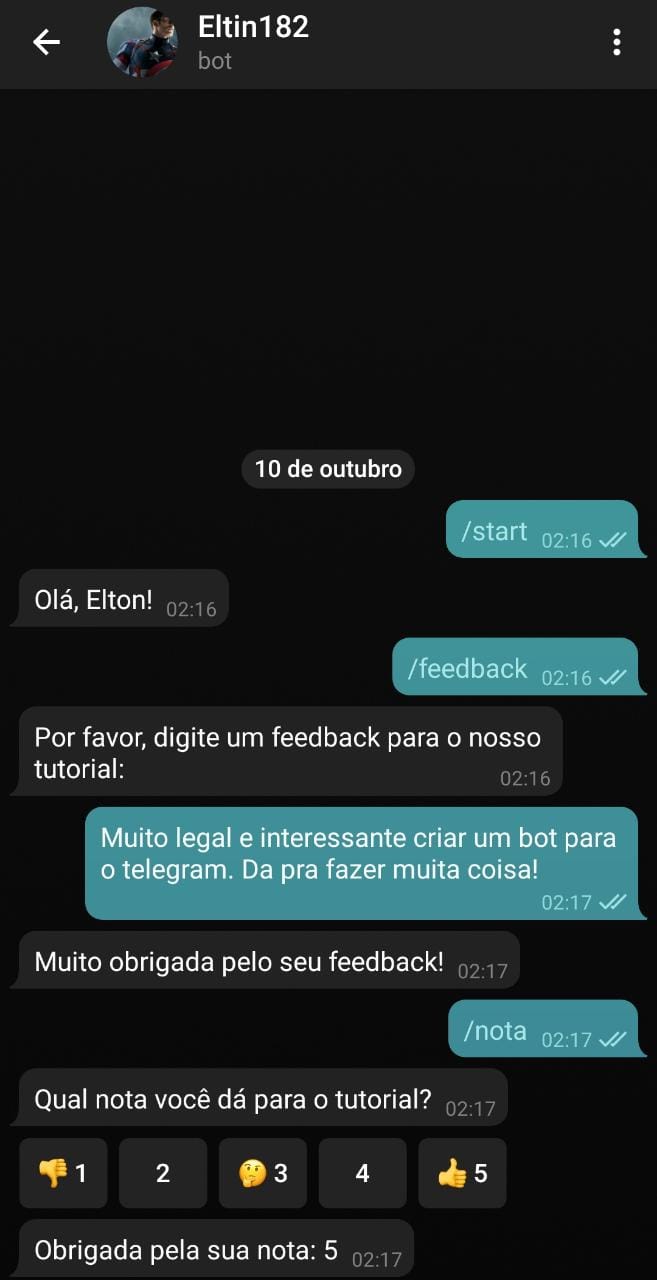 Eltin182
bot
10 de outubro
/start 02:16
Olá, Elton! 02:16
/feedback 02:16
Por favor, digite um feedback para o nosso
tutorial: 02:16
Muito legal e interessante criar um bot para
o telegram. Da pra fazer muita coisa!
02:17
Muito obrigada pelo seu feedback! 02:17
/nota 02:17
Qual nota você dá para o tutorial? 02:17
👎 1 2 🤔 3 4 👍 5
Obrigada pela sua nota: 5 02:17